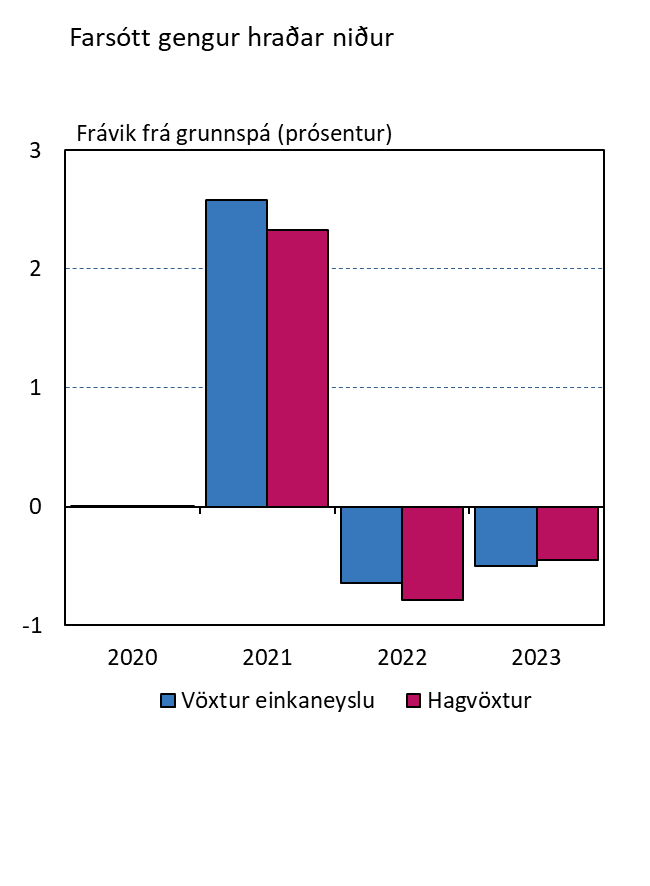 Farsótt gengur hraðar niður
Frávik frá grunnspá (prósentur)
3
2
1
0
-1
2020 2021 2022 2023
Vöxtur einkaneyslu Hagvöxtur